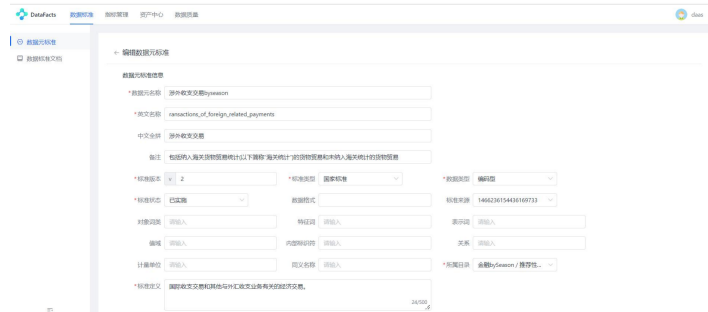 DataFacts 数据标准 指标管理 资产中心 数据质量 daas
数据元标准
数据标准文档
← 编辑数据元标准
数据元标准信息
*数据元名称 涉外收支交易byseason
*英文名称 ransactions_of_foreign_related_payments
中文全拼 涉外收支交易
备注 包括纳入海关货物贸易统计(以下简称"海关统计")的货物贸易和未纳入海关统计的货物贸易
*标准版本 v 2 *标准类型 国家标准 *数据类型 编码型
*标准状态 已实施 数据格式 标准来源 1466236154436169733
对象词类 请输入 特征词 请输入 表示词 请输入
值域 请输入 内部标识符 请输入 关系 请输入
计量单位 请输入 同义名称 请输入 *所属目录 金融bySeason / 推荐性...
*标准定义 国际收支交易和其他与外汇收支业务有关的经济交易。
24/500